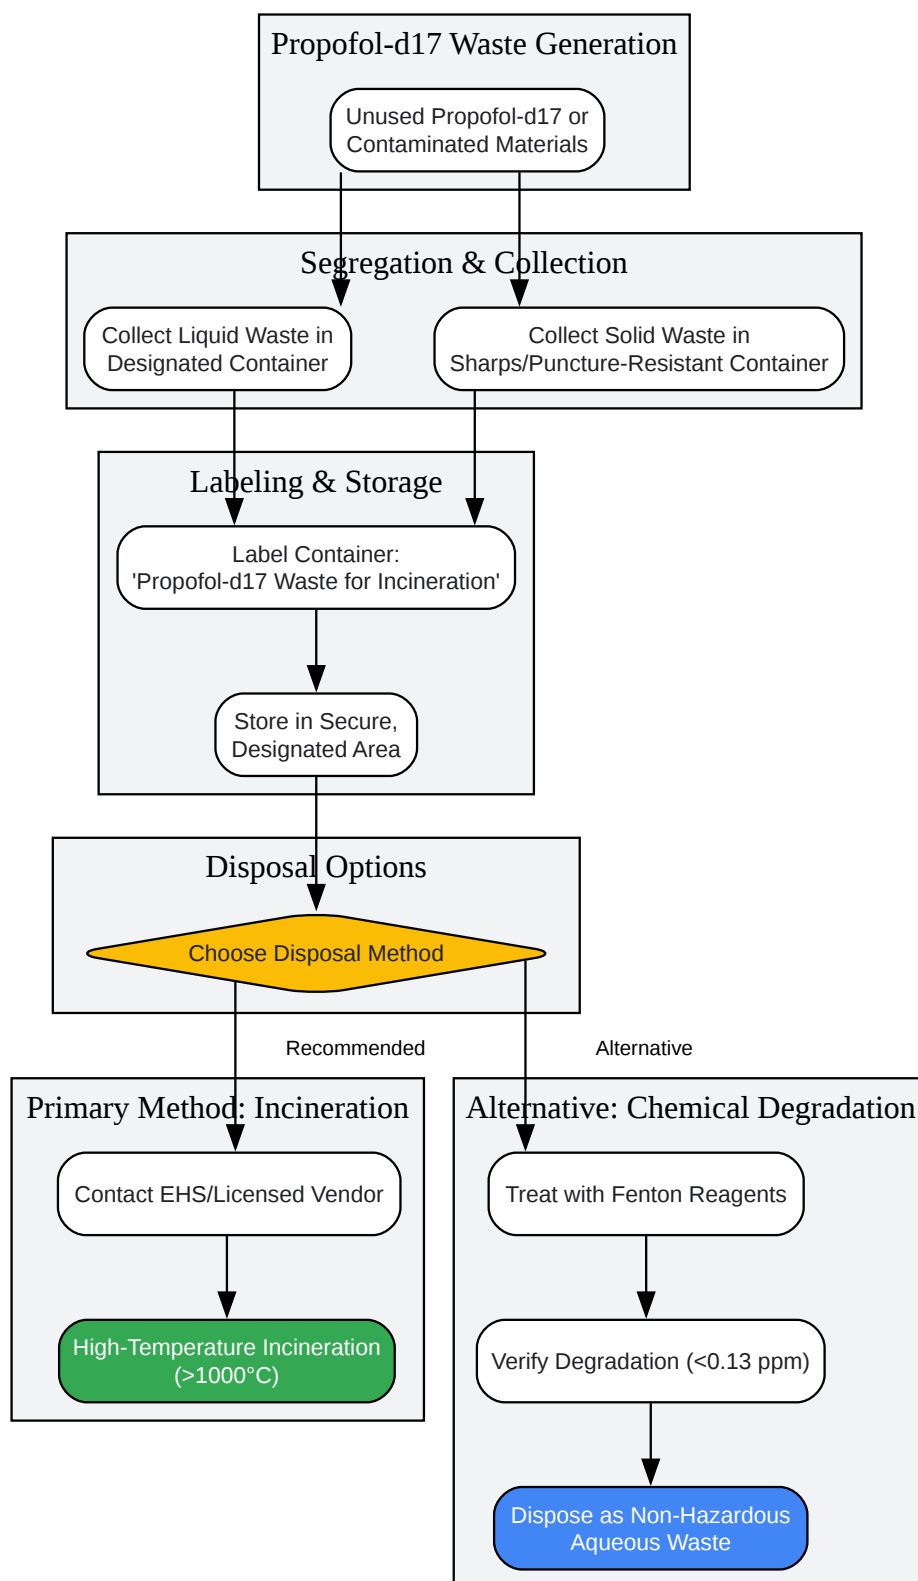 Propofol-d17 Waste Generation
Unused Propofol-d17 or
Contaminated Materials
Segregation & Collection
Collect Liquid Waste in
Designated Container
Collect Solid Waste in
Sharps/Puncture-Resistant Container
Labeling & Storage
Label Container:
'Propofol-d17 Waste for Incineration'
Store in Secure,
Designated Area
Disposal Options
Choose Disposal Method
Recommended
Alternative
Primary Method: Incineration
Contact EHS/Licensed Vendor
High-Temperature Incineration
(>1000°C)
Alternative: Chemical Degradation
Treat with Fenton Reagents
Verify Degradation (<0.13 ppm)
Dispose as Non-Hazardous
Aqueous Waste